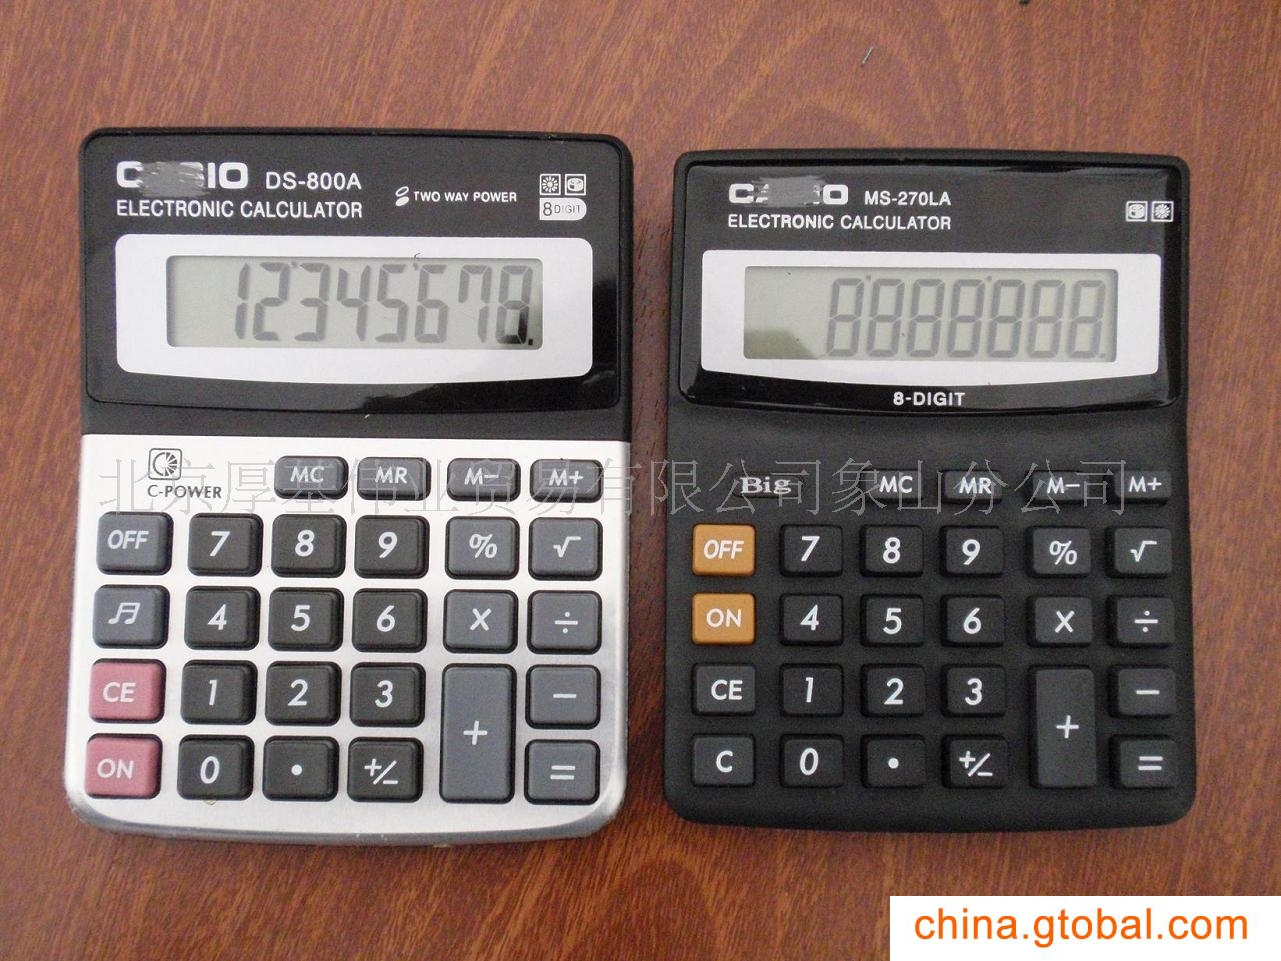 DS-800A
ELECTRONIC CALCULATOR
TWO WAY POWER
8 DIGIT
12345678.
C-POWER
MC MR M− M+
OFF 7 8 9 % √
4 5 6 × ÷
CE 1 2 3 −
ON 0 • +/− + =
MS-270LA
ELECTRONIC CALCULATOR
8888888.
8-DIGIT
Big MC MR M− M+
OFF 7 8 9 % √
ON 4 5 6 × ÷
CE 1 2 3 −
C 0 • +/− + =
北京厚基伟业贸易有限公司象山分公司
china.gtobal.com